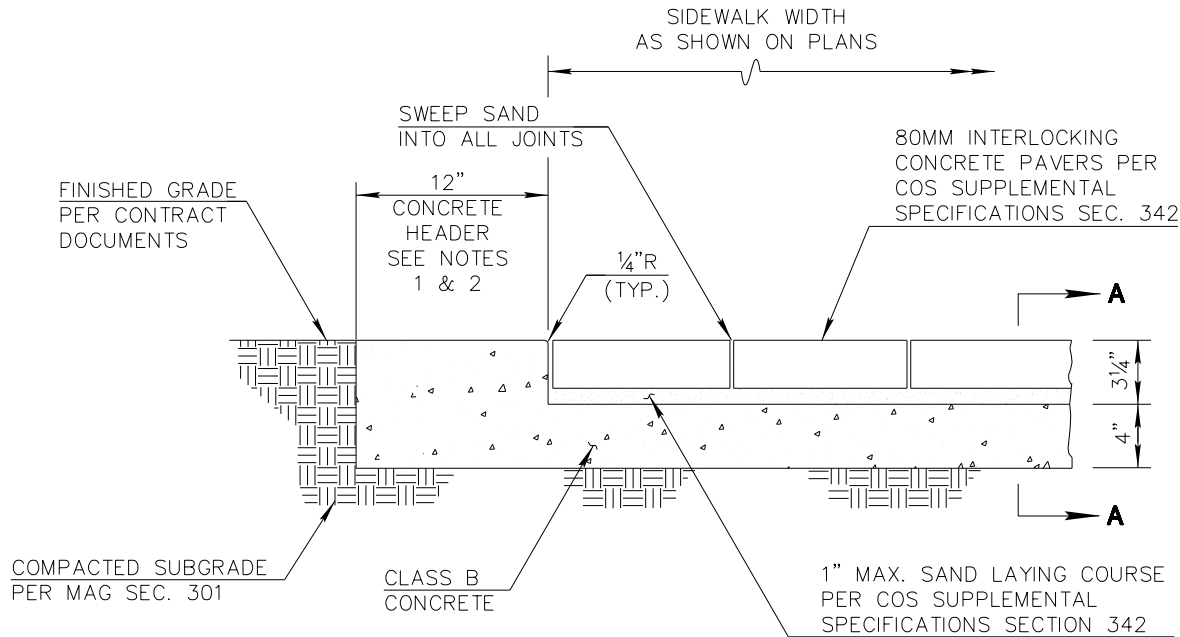 SIDEWALK WIDTH
AS SHOWN ON PLANS
SWEEP SAND
INTO ALL JOINTS
80MM INTERLOCKING
CONCRETE PAVERS PER
COS SUPPLEMENTAL
SPECIFICATIONS SEC. 342
FINISHED GRADE
PER CONTRACT
DOCUMENTS
12"
CONCRETE
HEADER
SEE NOTES
1 & 2
¼"R
(TYP.)
A
3¼"
4"
A
COMPACTED SUBGRADE
PER MAG SEC. 301
CLASS B
CONCRETE
1" MAX. SAND LAYING COURSE
PER COS SUPPLEMENTAL
SPECIFICATIONS SECTION 342